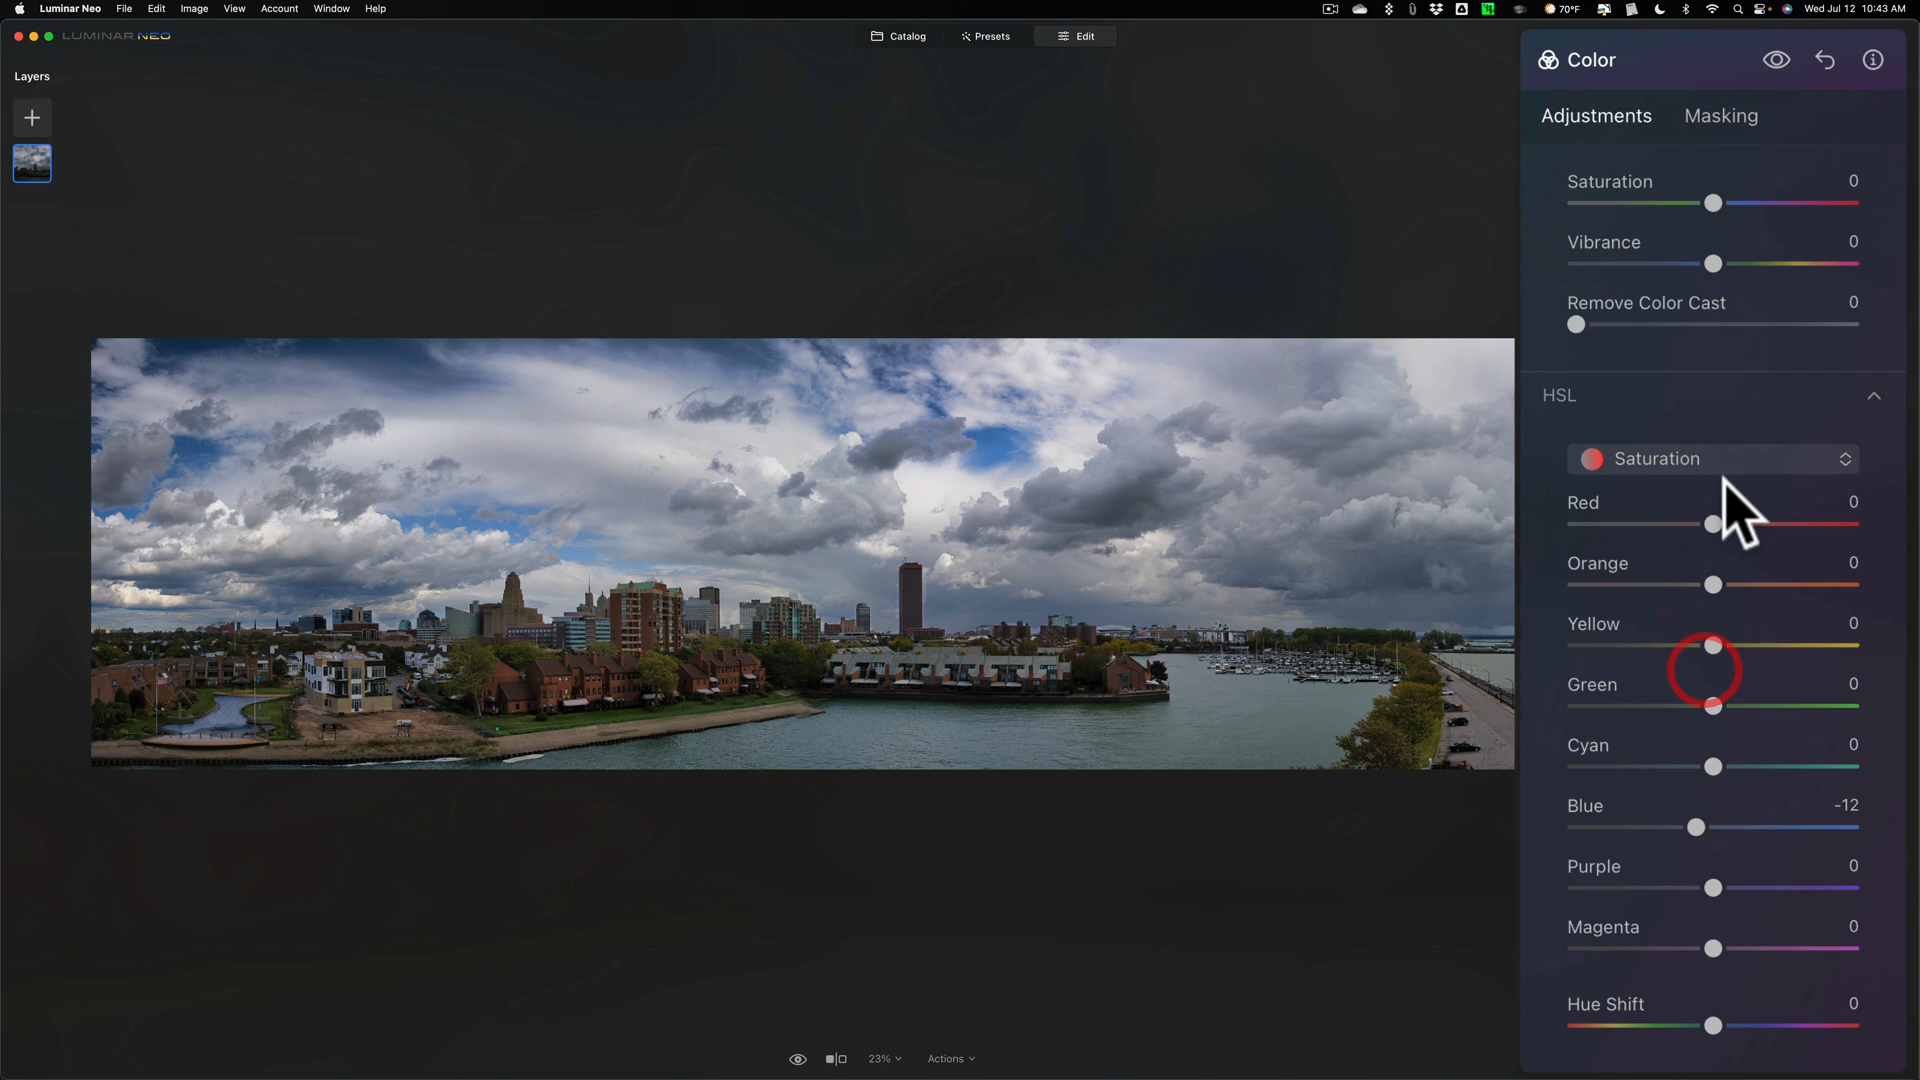 Luminar Neo File Edit Image View Account Window Help 70°F Wed Jul 12 10:43 AM
LUMINAR NEO Catalog Presets Edit
Layers
Color
Adjustments Masking
Saturation 0
Vibrance 0
Remove Color Cast 0
HSL
Saturation
Red 0
Orange 0
Yellow 0
Green 0
Cyan 0
Blue -12
Purple 0
Magenta 0
Hue Shift 0
23% Actions